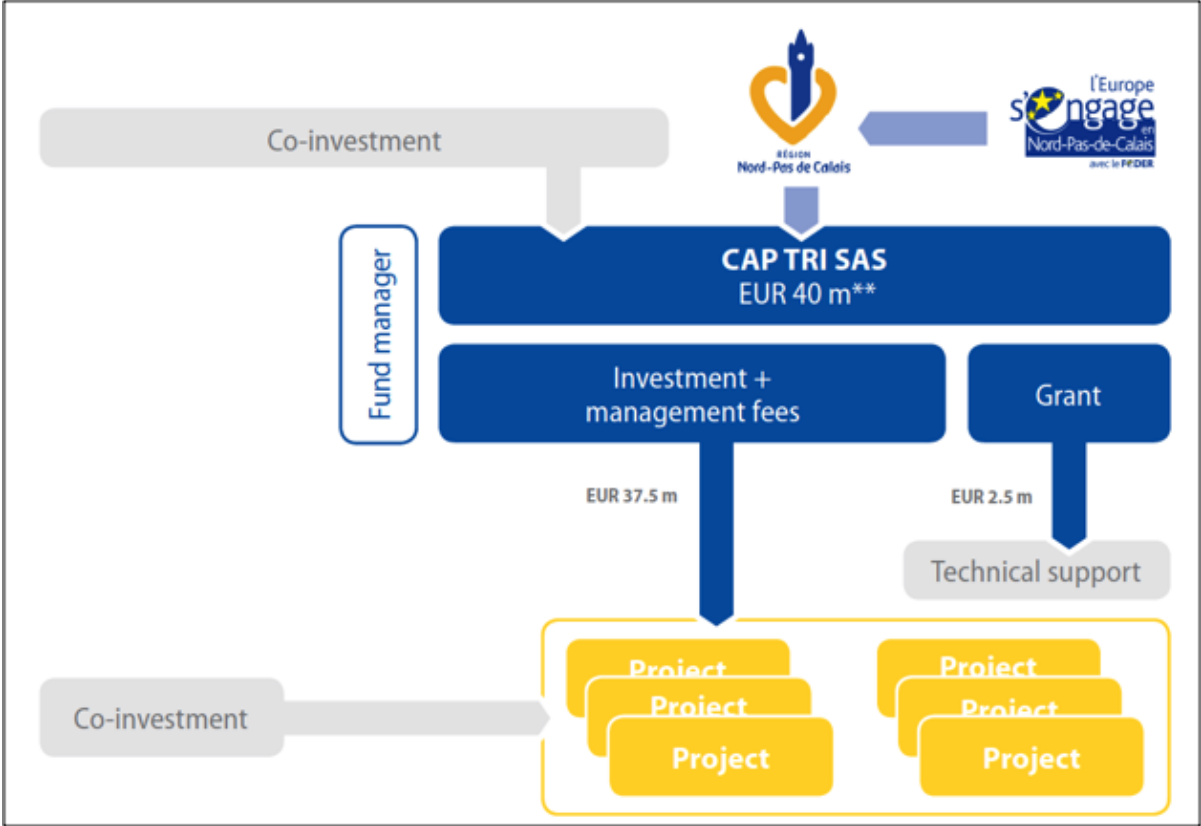 Co-investment
RÉGION
Nord-Pas de Calais
l'Europe
s'engage
en
Nord-Pas-de-Calais
avec le FEDER
Fund manager
CAP TRI SAS
EUR 40 m**
Investment +
management fees
Grant
EUR 37.5 m
EUR 2.5 m
Technical support
Project
Project
Project
Project
Project
Project
Co-investment